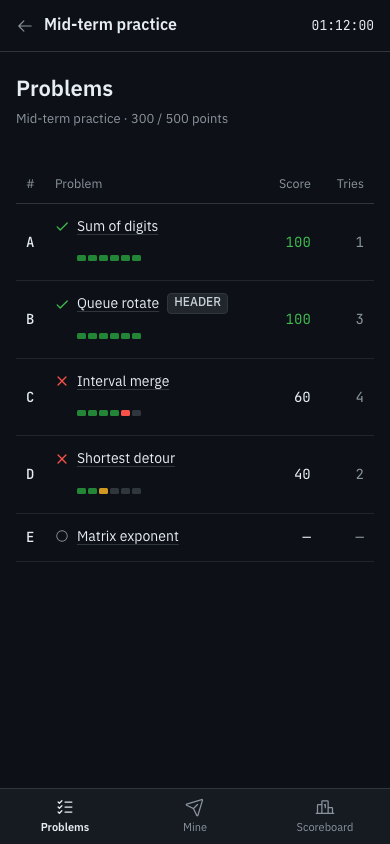 Mid-term practice 01:12:00
Problems
Mid-term practice · 300 / 500 points
# Problem Score Tries
A Sum of digits 100 1
B Queue rotate HEADER 100 3
C Interval merge 60 4
D Shortest detour 40 2
E Matrix exponent – –
Problems Mine Scoreboard